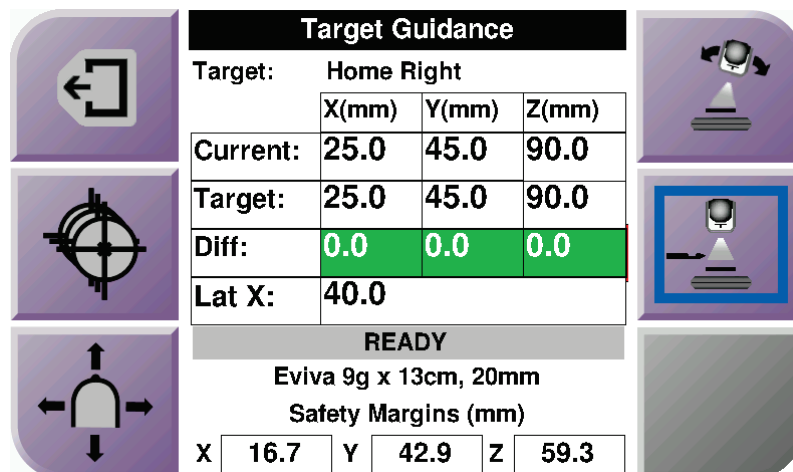 Target Guidance
Target: Home Right
X(mm) Y(mm) Z(mm)
Current: 25.0 45.0 90.0
Target: 25.0 45.0 90.0
Diff: 0.0 0.0 0.0
Lat X: 40.0
READY
Eviva 9g x 13cm, 20mm
Safety Margins (mm)
X 16.7 Y 42.9 Z 59.3